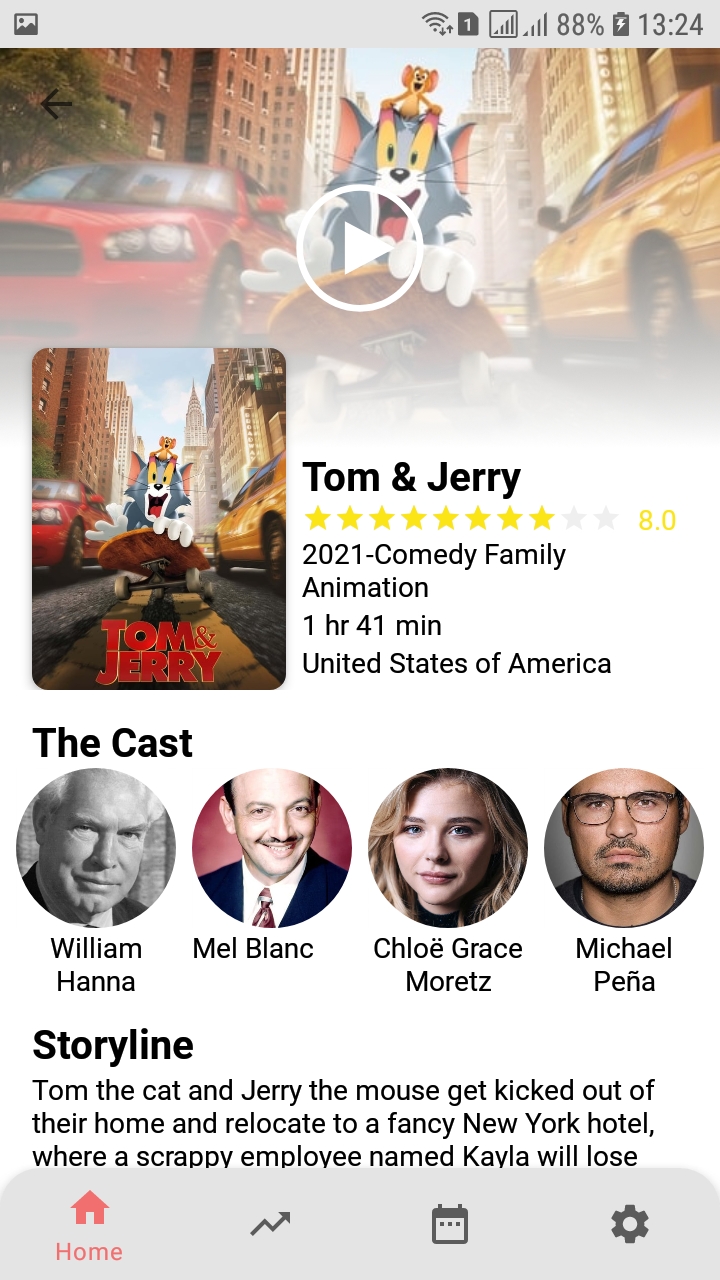 1 88% 13:24
TOM&
JERRY
Tom & Jerry
8.0
2021-Comedy Family
Animation
1 hr 41 min
United States of America
The Cast
William
Hanna
Mel Blanc
Chloë Grace
Moretz
Michael
Peña
Storyline
Tom the cat and Jerry the mouse get kicked out of
their home and relocate to a fancy New York hotel,
where a scrappy employee named Kayla will lose
Home